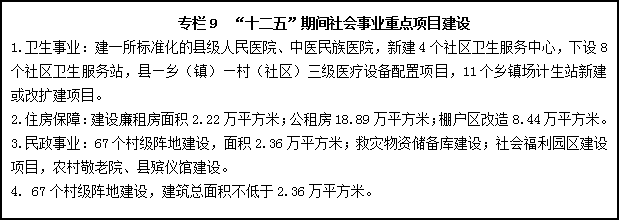 专栏9 “十二五”期间社会事业重点项目建设
1.卫生事业：建一所标准化的县级人民医院、中医民族医院，新建4个社区卫生服务中心，下设8
个社区卫生服务站，县一乡（镇）一村（社区）三级医疗设备配置项目，11个乡镇场计生站新建
或改扩建项目。
2.住房保障：建设廉租房面积2.22万平方米；公租房18.89万平方米；棚户区改造8.44万平方米。
3.民政事业：67个村级阵地建设，面积2.36万平方米；救灾物资储备库建设；社会福利园区建设
项目，农村敬老院、县殡仪馆建设。
4. 67个村级阵地建设，建筑总面积不低于2.36万平方米。